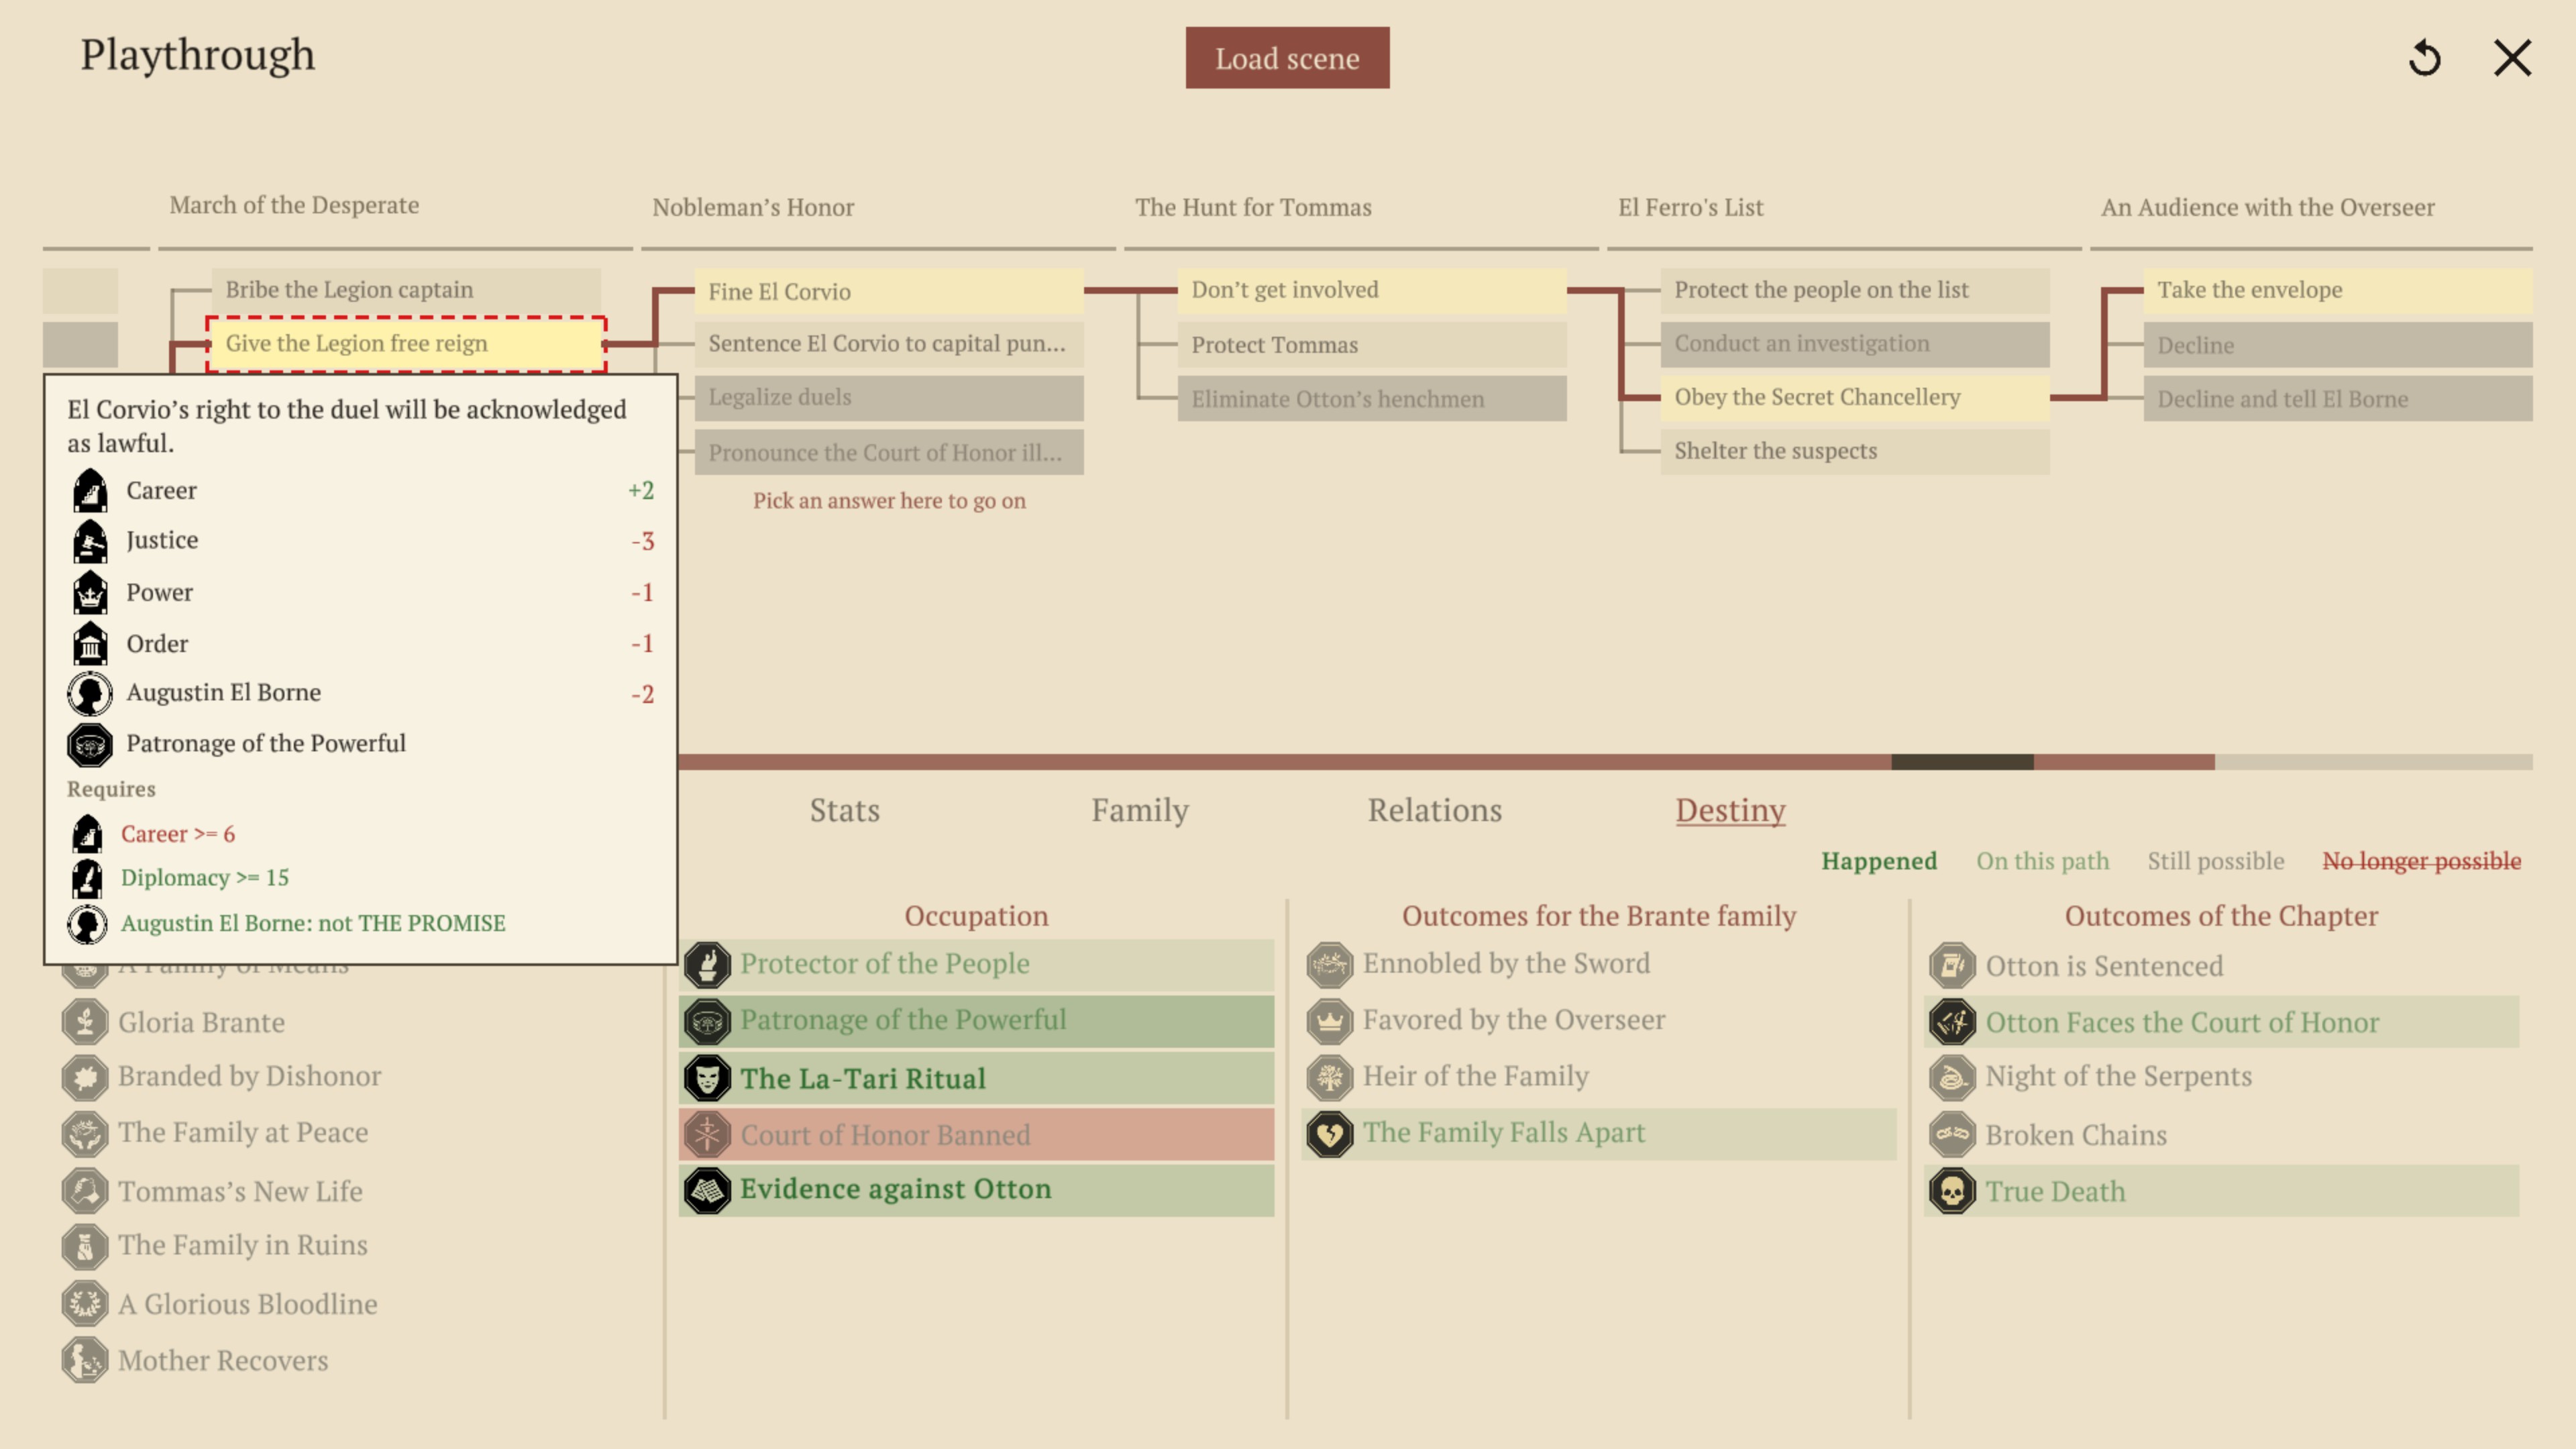 Playthrough
Load scene
March of the Desperate
Nobleman's Honor
The Hunt for Tommas
El Ferro's List
An Audience with the Overseer
Bribe the Legion captain
Give the Legion free reign
Fine El Corvio
Sentence El Corvio to capital pun...
Legalize duels
Pronounce the Court of Honor ill...
Pick an answer here to go on
Don't get involved
Protect Tommas
Eliminate Otton's henchmen
Protect the people on the list
Conduct an investigation
Obey the Secret Chancellery
Shelter the suspects
Take the envelope
Decline
Decline and tell El Borne
El Corvio's right to the duel will be acknowledged
as lawful.
Career +2
Justice -3
Power -1
Order -1
Augustin El Borne -2
Patronage of the Powerful
Requires
Career >= 6
Diplomacy >= 15
Augustin El Borne: not THE PROMISE
Stats
Family
Relations
Destiny
Happened
On this path
Still possible
No longer possible
A Family of Means
Gloria Brante
Branded by Dishonor
The Family at Peace
Tommas's New Life
The Family in Ruins
A Glorious Bloodline
Mother Recovers
Occupation
Protector of the People
Patronage of the Powerful
The La-Tari Ritual
Court of Honor Banned
Evidence against Otton
Outcomes for the Brante family
Ennobled by the Sword
Favored by the Overseer
Heir of the Family
The Family Falls Apart
Outcomes of the Chapter
Otton is Sentenced
Otton Faces the Court of Honor
Night of the Serpents
Broken Chains
True Death